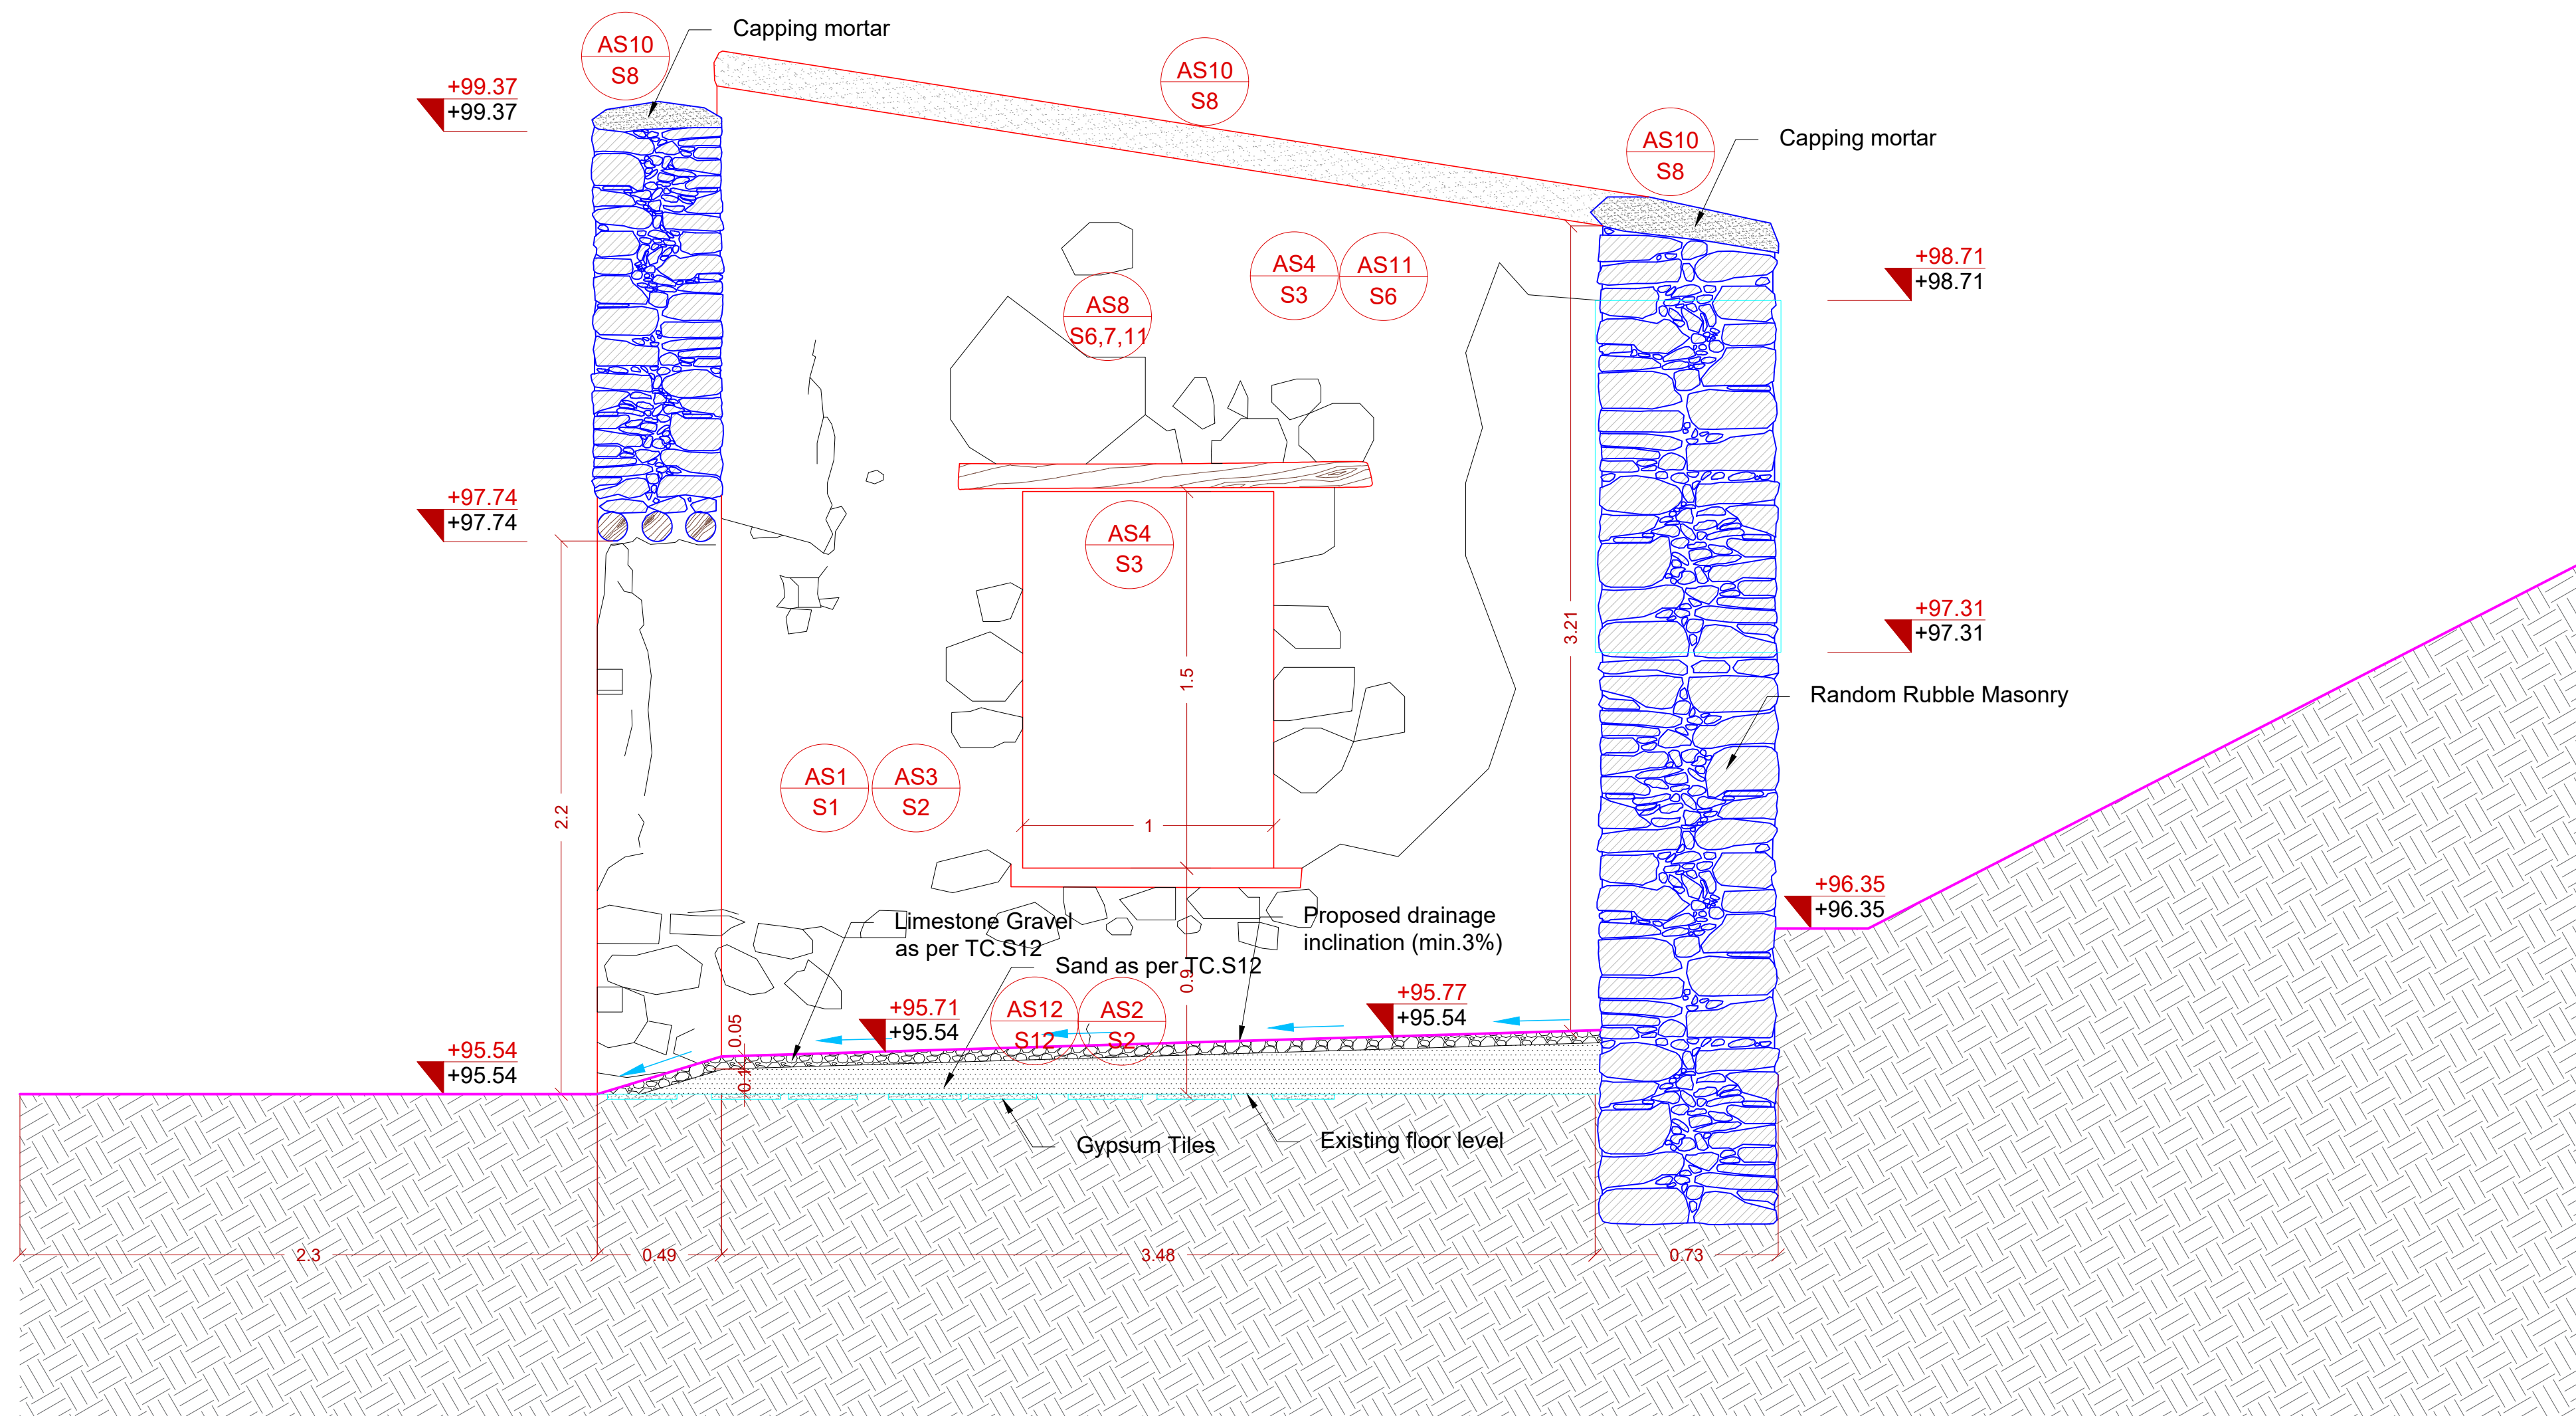 Capping mortar
AS10
S8
+99.37
+99.37
AS10
S8
AS10
S8
Capping mortar
AS4
S3
AS11
S6
+98.71
+98.71
AS8
S6,7,11
+97.74
+97.74
AS4
S3
3.21
+97.31
+97.31
1.5
Random Rubble Masonry
AS1
S1
AS3
S2
2.2
1
+96.35
+96.35
Limestone Gravel
as per TC.S12
Proposed drainage
inclination (min.3%)
Sand as per TC.S12
0.9
+95.71
+95.54
AS12
S12
AS2
S2
+95.77
+95.54
0.05
0.1
+95.54
+95.54
Gypsum Tiles
Existing floor level
2.3
0.49
3.48
0.73